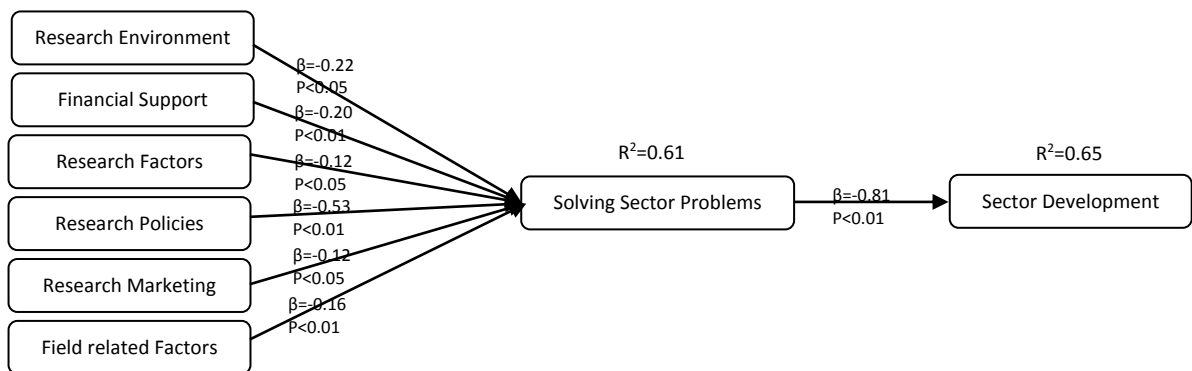 Research Environment
β=-0.22
P<0.05
Financial Support
β=-0.20
P<0.01
Research Factors
β=-0.12
P<0.05
Research Policies
β=-0.53
P<0.01
Research Marketing
β=-0.12
P<0.05
Field related Factors
β=-0.16
P<0.01
R²=0.61
Solving Sector Problems
β=-0.81
P<0.01
R²=0.65
Sector Development